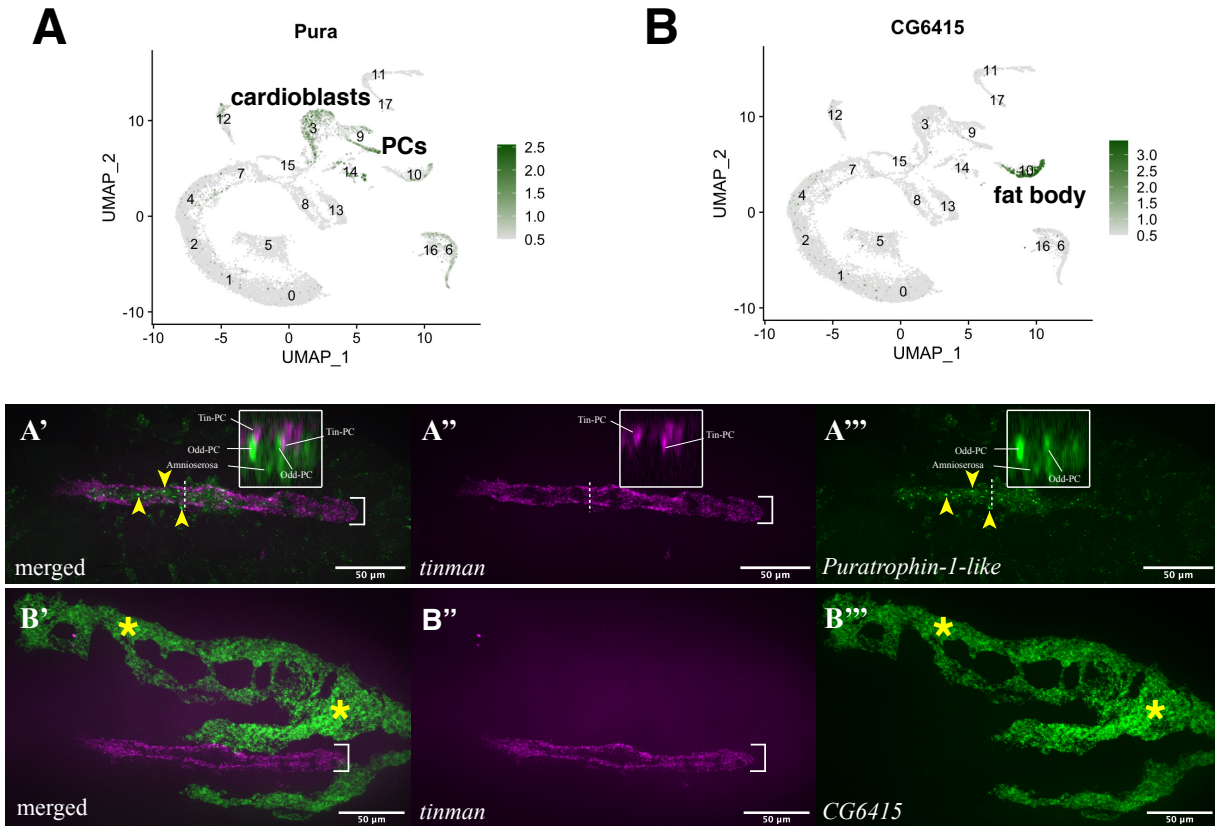 A
Pura
cardioblasts
PCs
11
17
12
3
9
15
14
10
7
4
8
13
2
5
16 6
1
0
10
0
-10
UMAP_2
-10 -5 0 5 10
UMAP_1
2.5
2.0
1.5
1.0
0.5
B
CG6415
fat body
11
17
12
3
9
15
14
10
7
4
8
13
2
5
16 6
1
0
10
0
-10
UMAP_2
-10 -5 0 5 10
UMAP_1
3.0
2.5
2.0
1.5
1.0
0.5
A'
Tin-PC
Odd-PC
Amnioserosa
Tin-PC
Odd-PC
merged
50 µm
A''
Tin-PC
Tin-PC
tinman
50 µm
A'''
Odd-PC
Amnioserosa
Odd-PC
Puratrophin-1-like
50 µm
B'
merged
50 µm
B''
tinman
50 µm
B'''
CG6415
50 µm